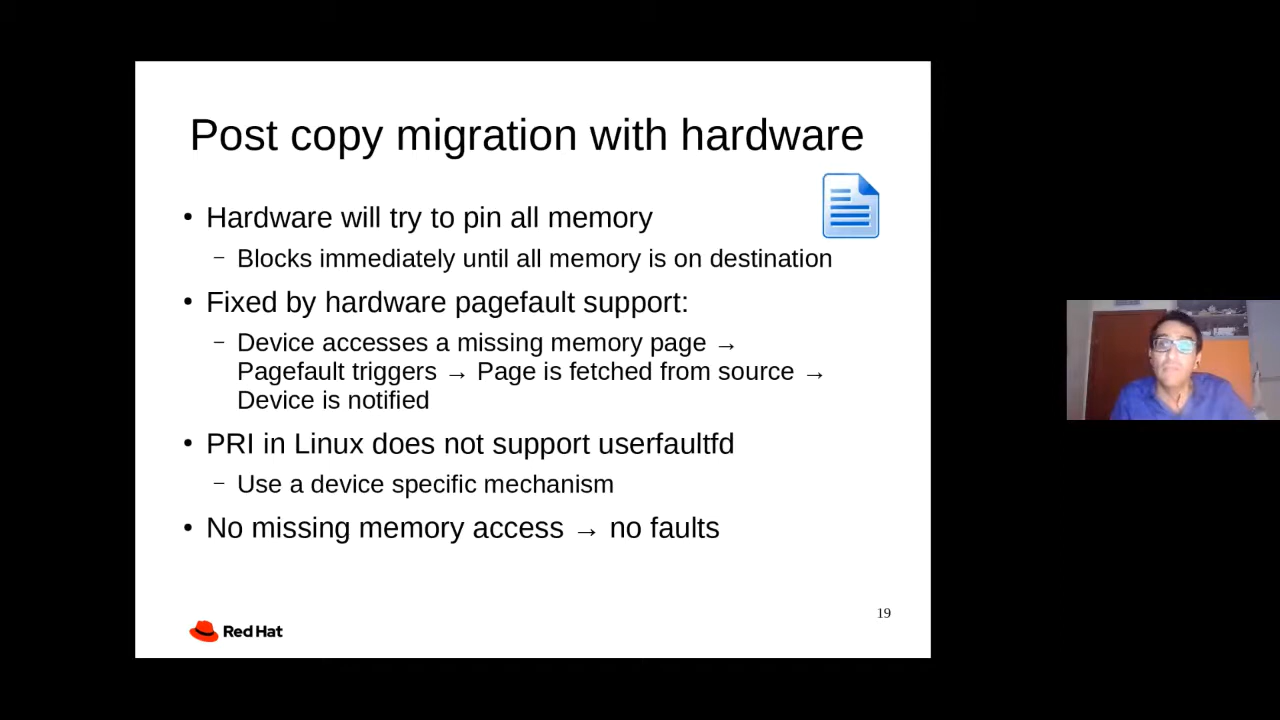 Post copy migration with hardware
• Hardware will try to pin all memory
– Blocks immediately until all memory is on destination
• Fixed by hardware pagefault support:
– Device accesses a missing memory page →
Pagefault triggers → Page is fetched from source →
Device is notified
• PRI in Linux does not support userfaultfd
– Use a device specific mechanism
• No missing memory access → no faults
19
Red Hat